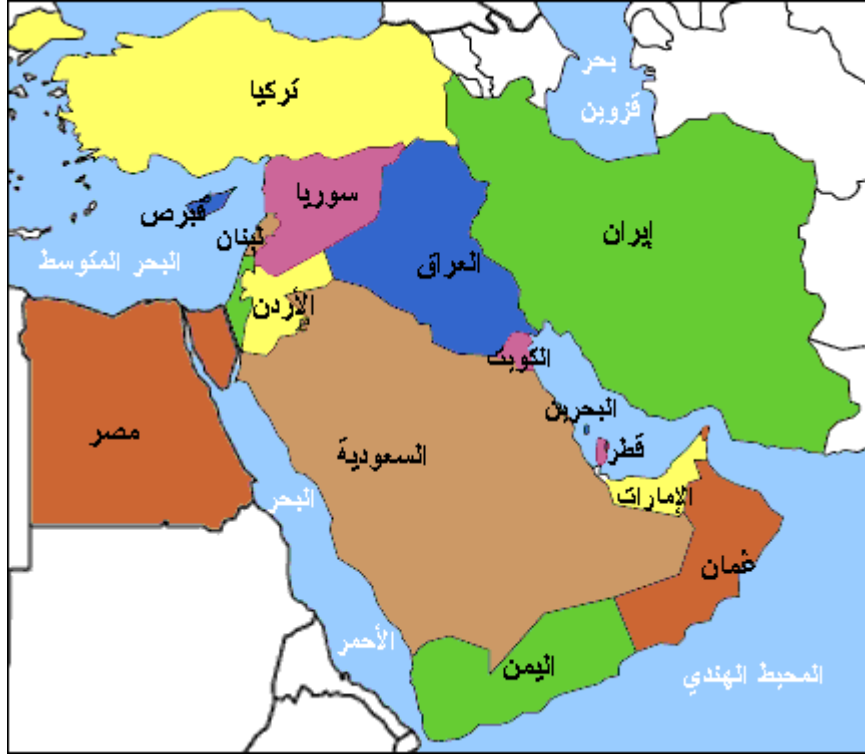 بحر
قزوين
تركيا
سوريا
قبرص
لبنان
إيران
البحر المتوسط
العراق
الأردن
الكويت
البحرين
مصر
السعودية
قطر
البحر
الإمارات
عُمان
الأحمر
اليمن
المحيط الهندي